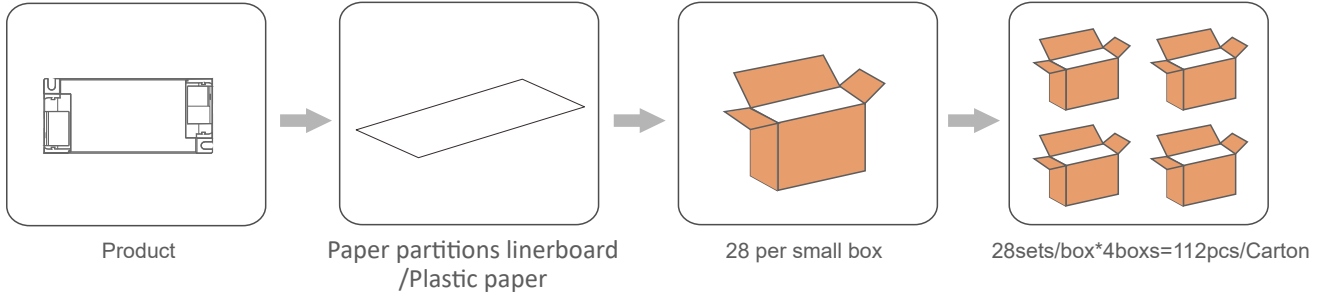 Product
Paper partitions linerboard
/Plastic paper
28 per small box
28sets/box*4boxs=112pcs/Carton